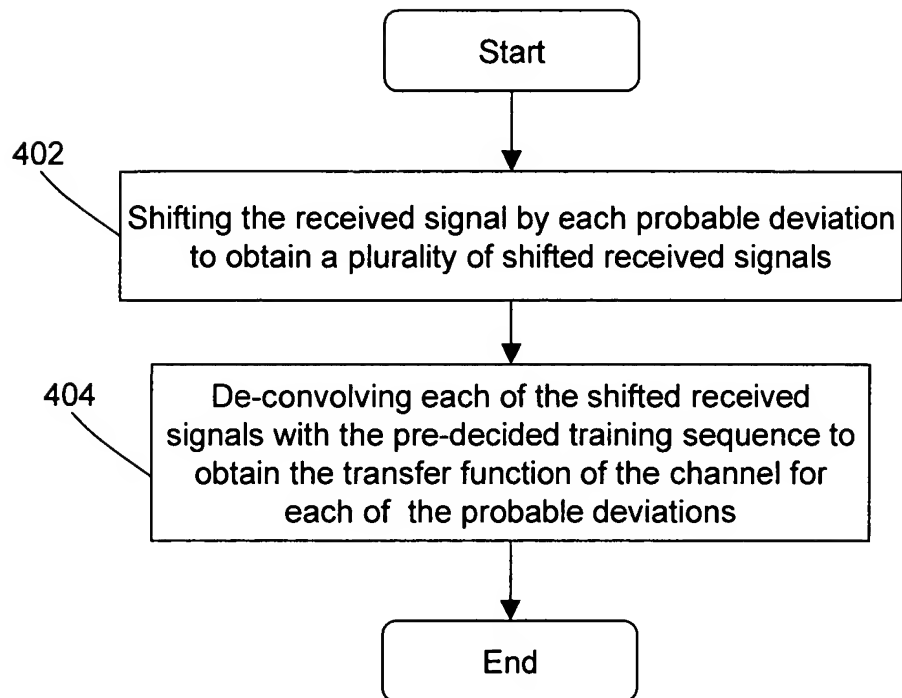 Start
402
Shifting the received signal by each probable deviation
to obtain a plurality of shifted received signals
404
De-convolving each of the shifted received
signals with the pre-decided training sequence to
obtain the transfer function of the channel for
each of the probable deviations
End